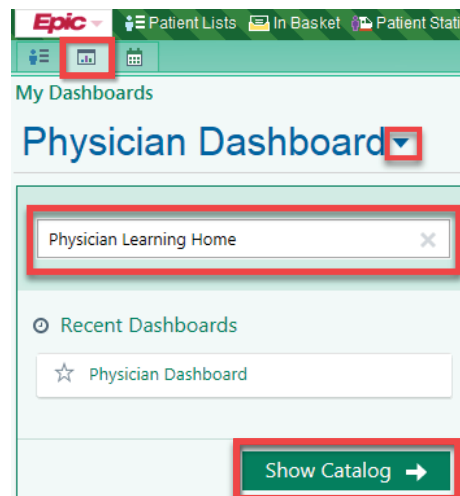 Epic Patient Lists In Basket Patient Stati
My Dashboards
Physician Dashboard
Physician Learning Home
Recent Dashboards
Physician Dashboard
Show Catalog